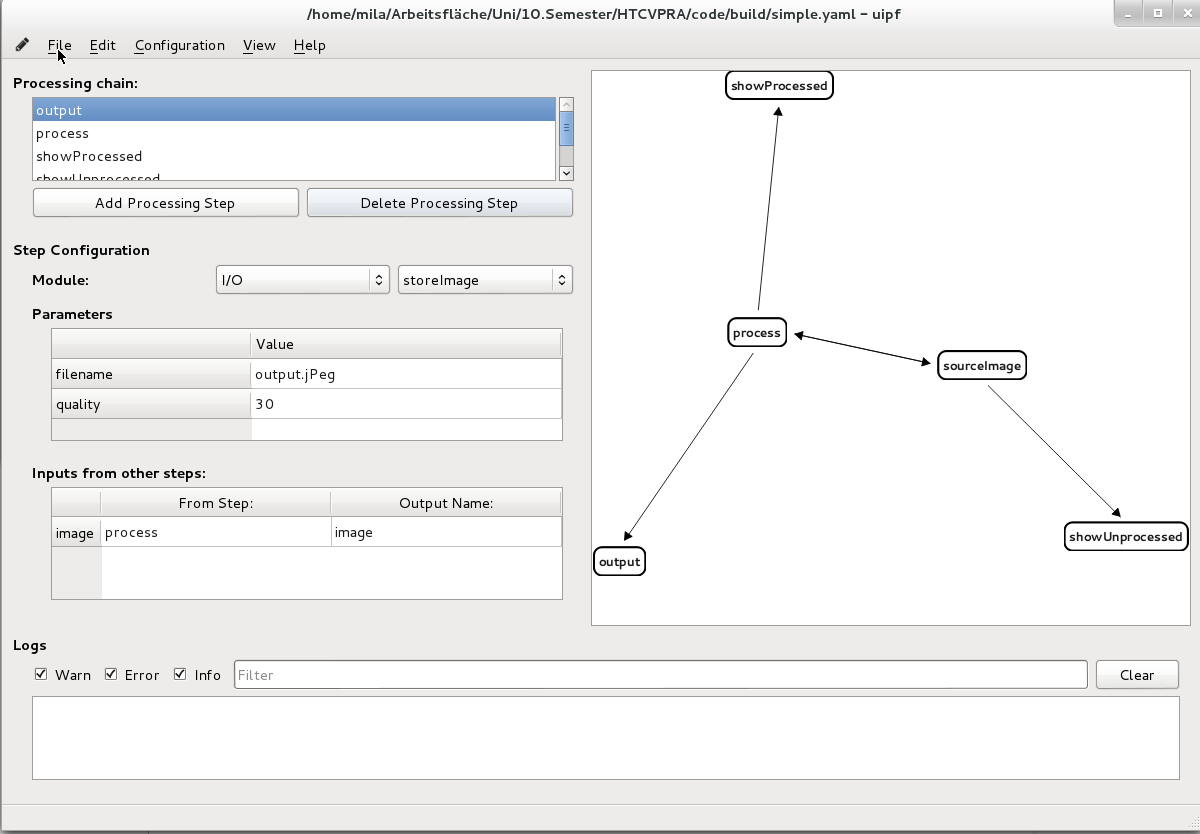 /home/mila/Arbeitsfläche/Uni/10.Semester/HTCVPRA/code/build/simple.yaml - uipf
File Edit Configuration View Help
Processing chain:
output
process
showProcessed
showUnprocessed
Add Processing Step Delete Processing Step
Step Configuration
Module: I/O storeImage
Parameters
Value
filename output.jPeg
quality 30
Inputs from other steps:
From Step: Output Name:
image process image
showProcessed
process
sourceImage
showUnprocessed
output
Logs
Warn Error Info Filter Clear